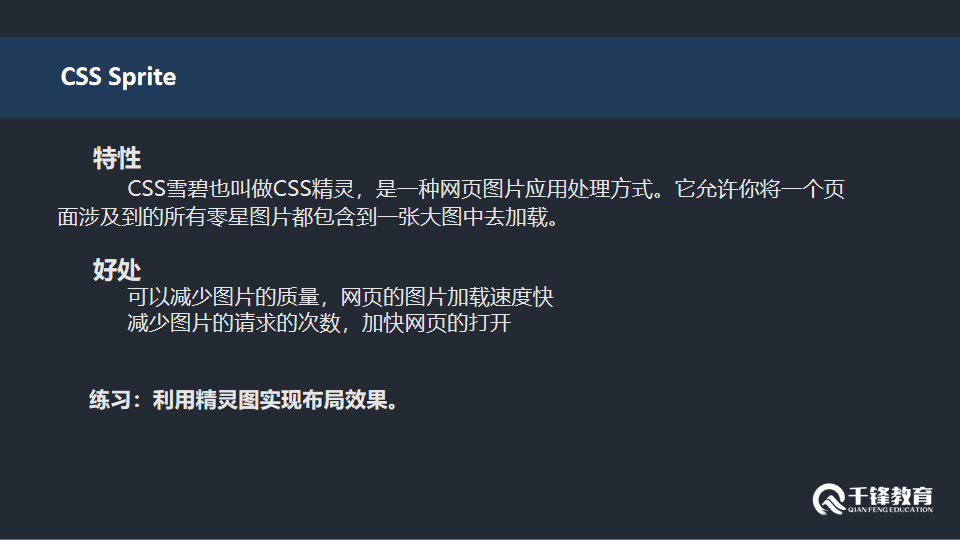 CSS Sprite
特性
CSS雪碧也叫做CSS精灵，是一种网页图片应用处理方式。它允许你将一个页
面涉及到的所有零星图片都包含到一张大图中去加载。
好处
可以减少图片的质量，网页的图片加载速度快
减少图片的请求的次数，加快网页的打开
练习：利用精灵图实现布局效果。
千锋教育
QIAN FENG EDUCATION